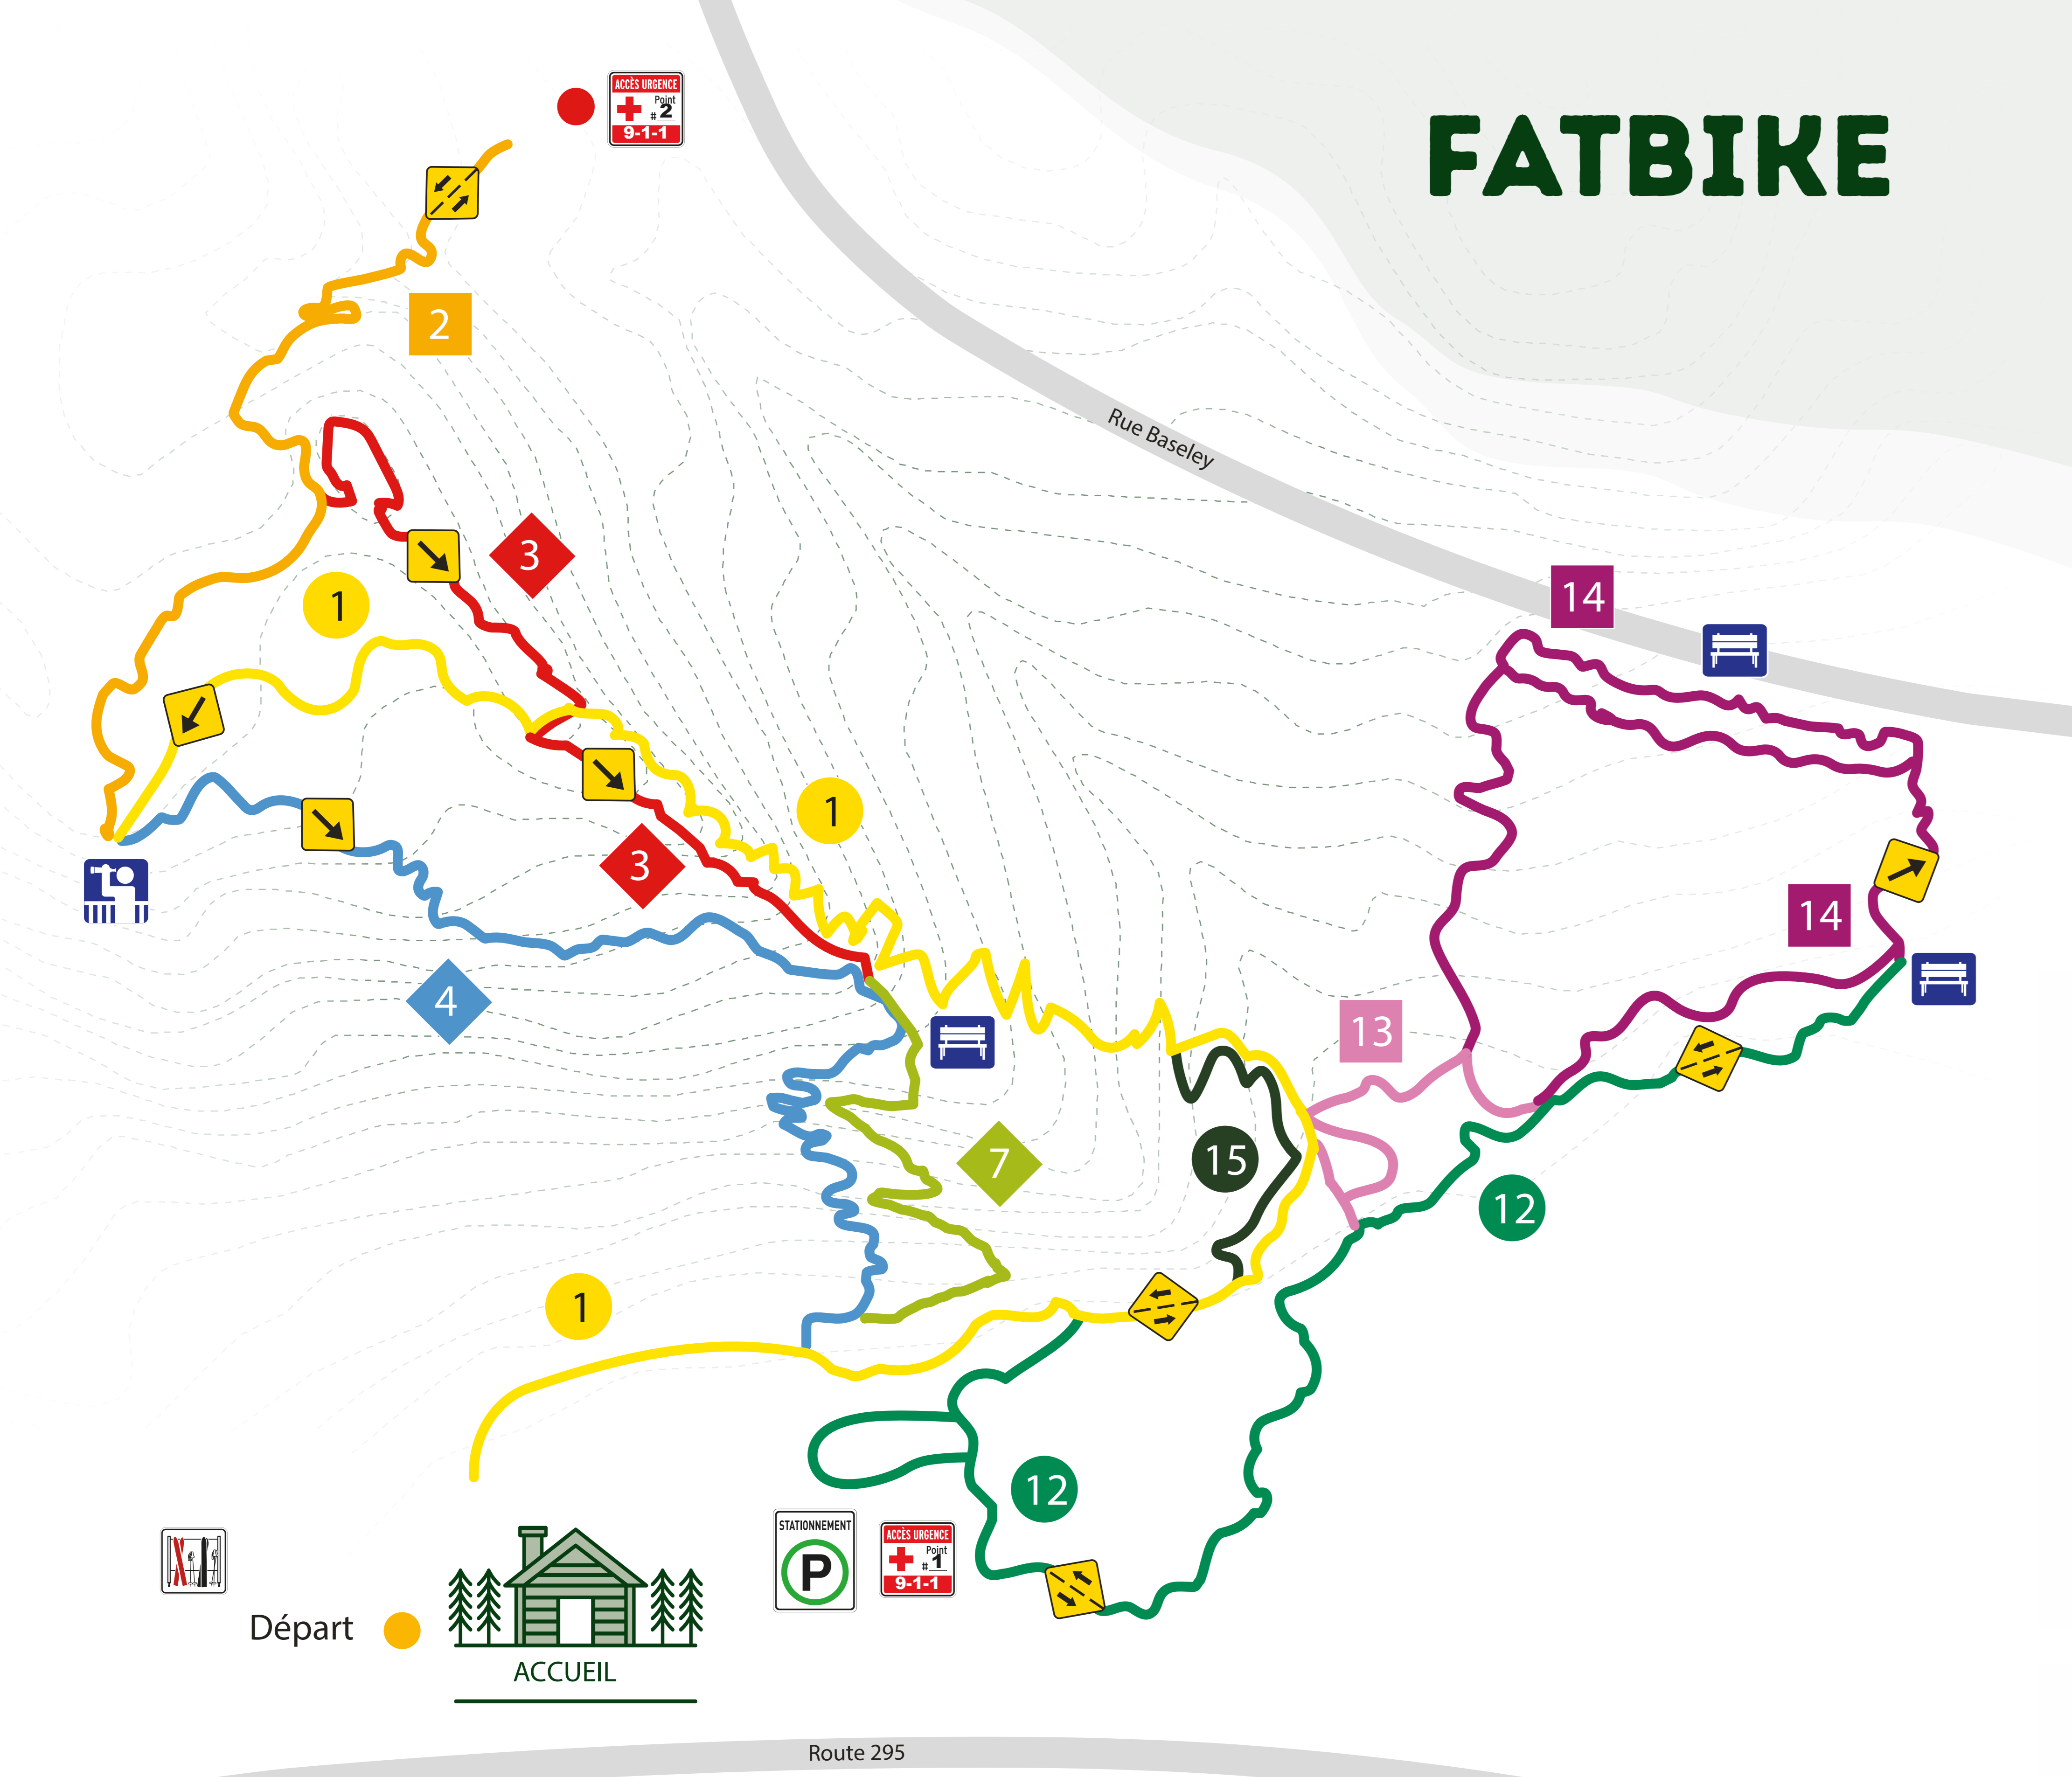 ACCÈS URGENCE
Point
# 2
9-1-1
FATBIKE
2
Rue Baseley
3
14
1
1
3
14
4
13
15
7
12
1
12
STATIONNEMENT
P
ACCÈS URGENCE
Point
# 1
9-1-1
Départ
ACCUEIL
Route 295